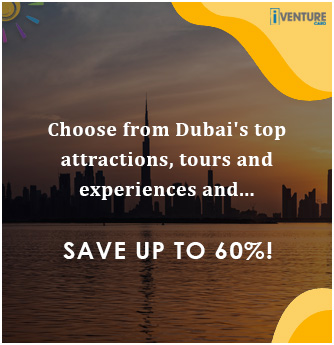 iVENTURE
CARD
Choose from Dubai's top
attractions, tours and
experiences and...
SAVE UP TO 60%!